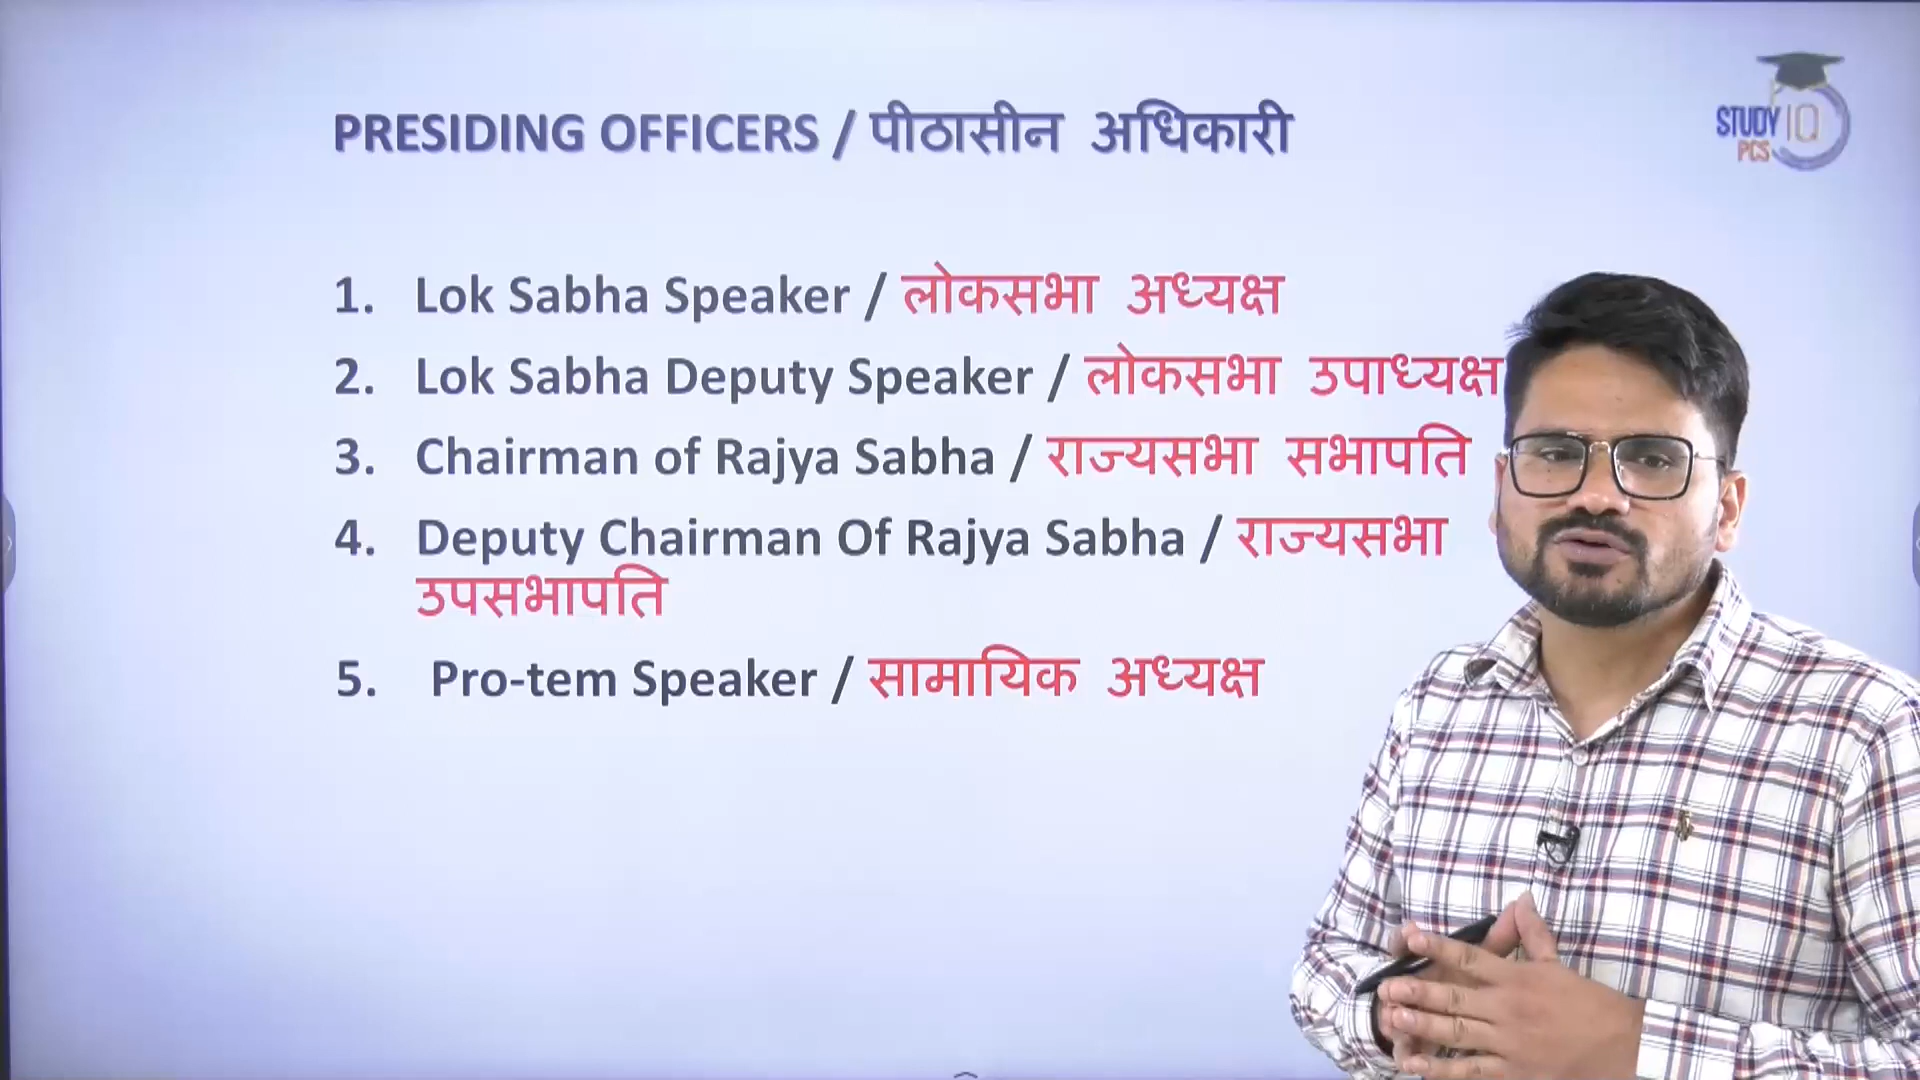 PRESIDING OFFICERS / पीठासीन अधिकारी
STUDY IQ
PCS
1. Lok Sabha Speaker / लोकसभा अध्यक्ष
2. Lok Sabha Deputy Speaker / लोकसभा उपाध्यक्ष
3. Chairman of Rajya Sabha / राज्यसभा सभापति
4. Deputy Chairman Of Rajya Sabha / राज्यसभा
उपसभापति
5. Pro-tem Speaker / सामायिक अध्यक्ष